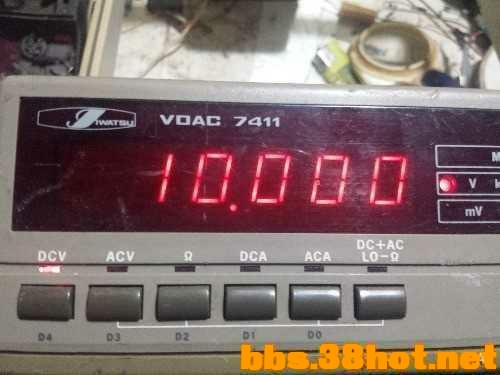 IWATSU VOAC 7411
10.000
M
V k
mV
DCV ACV Ω DCA ACA DC+AC
LO-Ω
D4 D3 D2 D1 D0
bbs.38hot.net